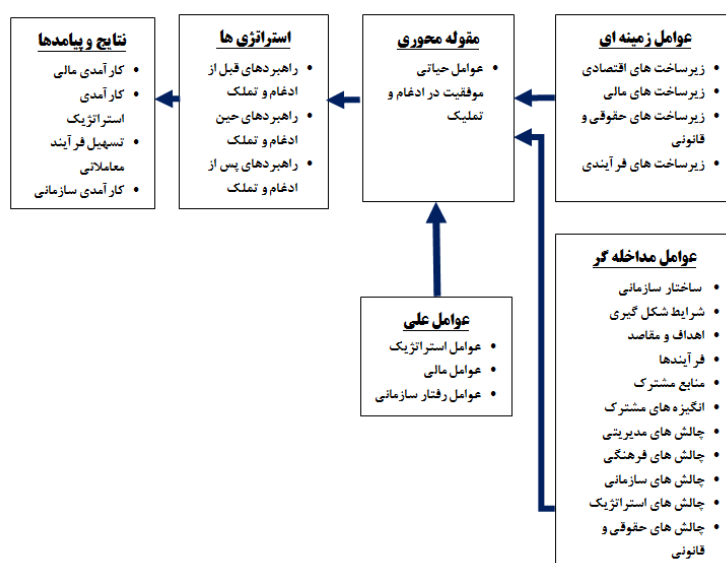 عوامل زمینه ای
• زیرساخت های اقتصادی
• زیرساخت های مالی
• زیرساخت های حقوقی و
قانونی
• زیرساخت های فرآیندی
مقوله محوری
• عوامل حیاتی
موفقیت در ادغام و
تملیک
استراتژی ها
• راهبردهای قبل از
ادغام و تملک
• راهبردهای حین
ادغام و تملک
• راهبردهای پس از
ادغام و تملک
نتایج و پیامدها
• کارآمدی مالی
• کارآمدی
استراتژیک
• تسهیل فرآیند
معاملاتی
• کارآمدی سازمانی
عوامل مداخله گر
• ساختار سازمانی
• شرایط شکل گیری
• اهداف و مقاصد
• فرآیندها
• منابع مشترک
• انگیزه های مشترک
• چالش های مدیریتی
• چالش های فرهنگی
• چالش های سازمانی
• چالش های استراتژیک
• چالش های حقوقی و
قانونی
عوامل علی
• عوامل استراتژیک
• عوامل مالی
• عوامل رفتار سازمانی